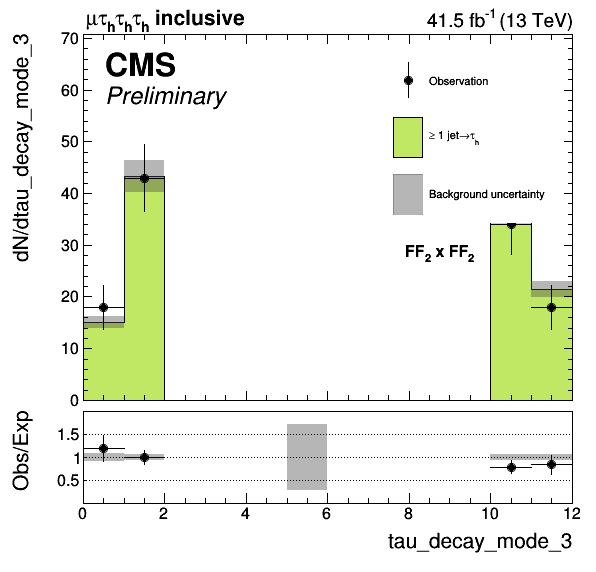 μτhτhτh inclusive
41.5 fb-1 (13 TeV)
dN/dtau_decay_mode_3
70
60
50
40
30
20
10
0
CMS
Preliminary
Observation
≥ 1 jet→τh
Background uncertainty
FF2 x FF2
Obs/Exp
1.5
1
0.5
0 2 4 6 8 10 12
tau_decay_mode_3